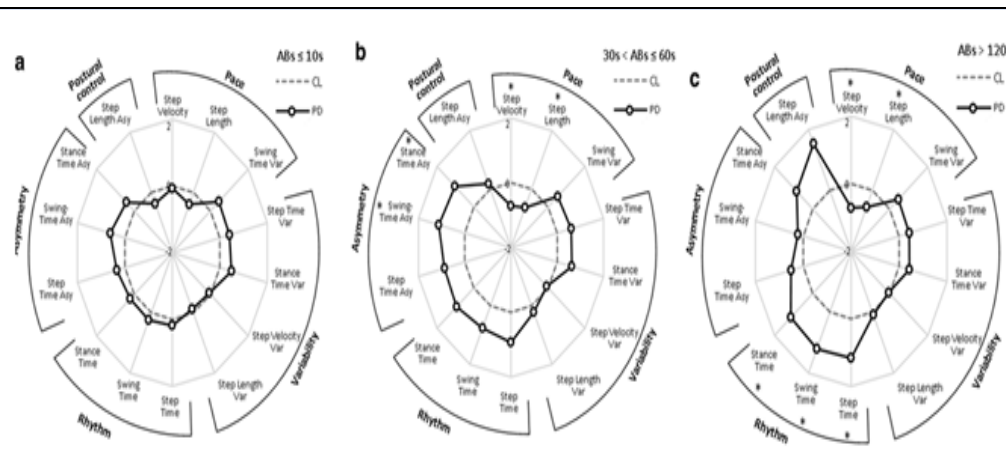 a
ABs ≤ 10s
CL
PD
Postural
control
Pace
Step
Length Asy
Step
Velocity
Step
Length
Swing
Time Var
Step Time
Var
Stance
Time Var
Step Velocity
Var
Step Length
Var
Variability
Step
Time
Swing
Time
Stance
Time
Rhythm
Step
Time Asy
Swing-
Time Asy
Stance
Time Asy
Asymmetry
2
-2
b
30s < ABs ≤ 60s
CL
PD
Postural
control
Pace
Step
Length Asy
*
Step
Velocity
*
Step
Length
Swing
Time Var
Step Time
Var
Stance
Time Var
Step Velocity
Var
Step Length
Var
Variability
Step
Time
Swing
Time
Stance
Time
Rhythm
Step
Time Asy
*
Swing-
Time Asy
*
Stance
Time Asy
Asymmetry
2
-2
c
ABs > 120
CL
PD
Postural
control
Pace
Step
Length Asy
*
Step
Velocity
*
Step
Length
Swing
Time Var
Step Time
Var
Stance
Time Var
Step Velocity
Var
Step Length
Var
Variability
Step
Time
*
Swing
Time
*
Stance
Time
*
Rhythm
Step
Time Asy
Swing-
Time Asy
Stance
Time Asy
Asymmetry
2
-2